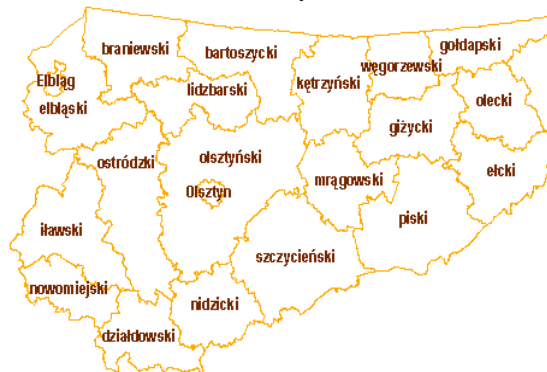 braniewski
bartoszycki
gołdapski
węgorzewski
kętrzyński
Elbląg
elbląski
lidzbarski
olecki
giżycki
ostródzki
olsztyński
mrągowski
ełcki
Olsztyn
piski
iławski
szczycieński
nowomiejski
nidzicki
działdowski